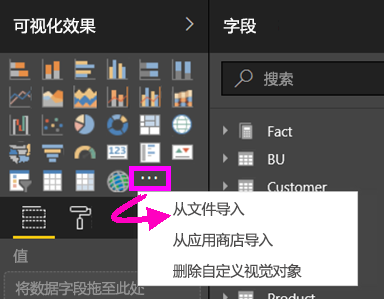 可视化效果
字段
搜索
123
Fact
BU
Customer
R
...
从文件导入
从应用商店导入
删除自定义视觉对象
值
将数据字段拖至此处
Product